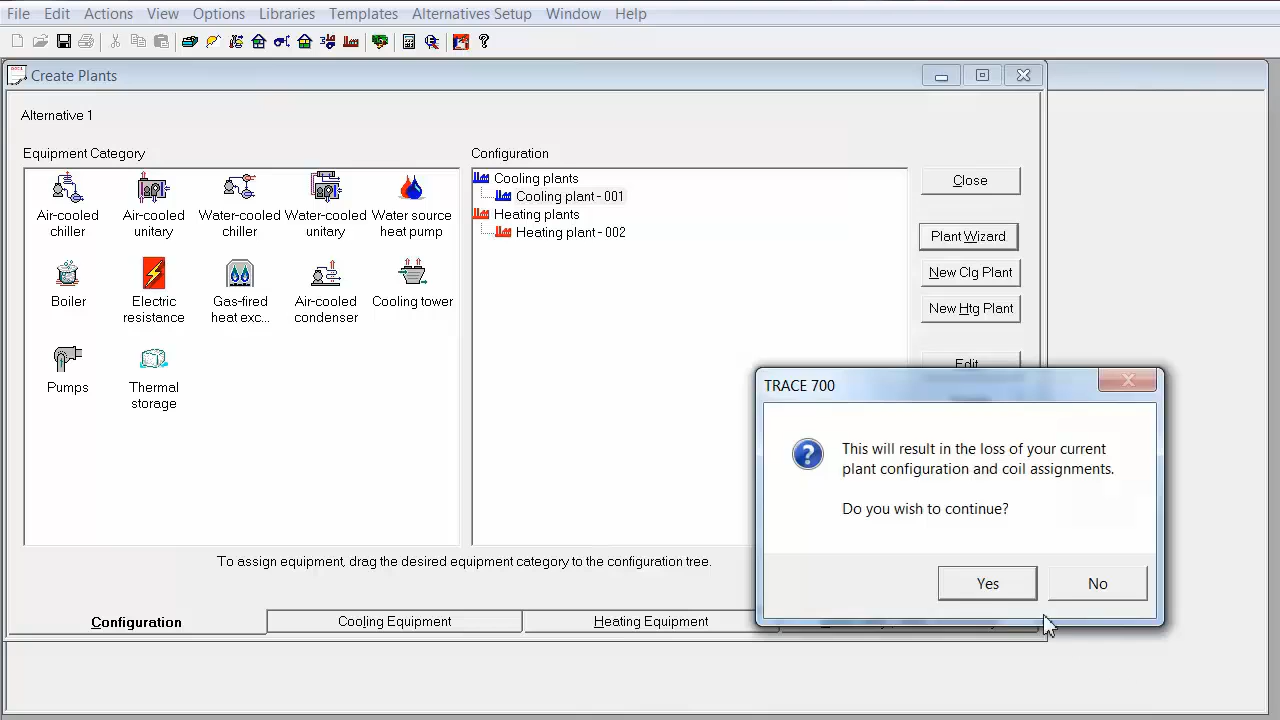 File Edit Actions View Options Libraries Templates Alternatives Setup Window Help
Create Plants
Alternative 1
Equipment Category
Air-cooled
chiller
Air-cooled
unitary
Water-cooled
chiller
Water-cooled
unitary
Water source
heat pump
Boiler
Electric
resistance
Gas-fired
heat exc...
Air-cooled
condenser
Cooling tower
Pumps
Thermal
storage
Configuration
Cooling plants
Cooling plant - 001
Heating plants
Heating plant - 002
Close
Plant Wizard
New Clg Plant
New Htg Plant
Edit
TRACE 700
This will result in the loss of your current
plant configuration and coil assignments.
Do you wish to continue?
Yes
No
To assign equipment, drag the desired equipment category to the configuration tree.
Configuration
Cooling Equipment
Heating Equipment